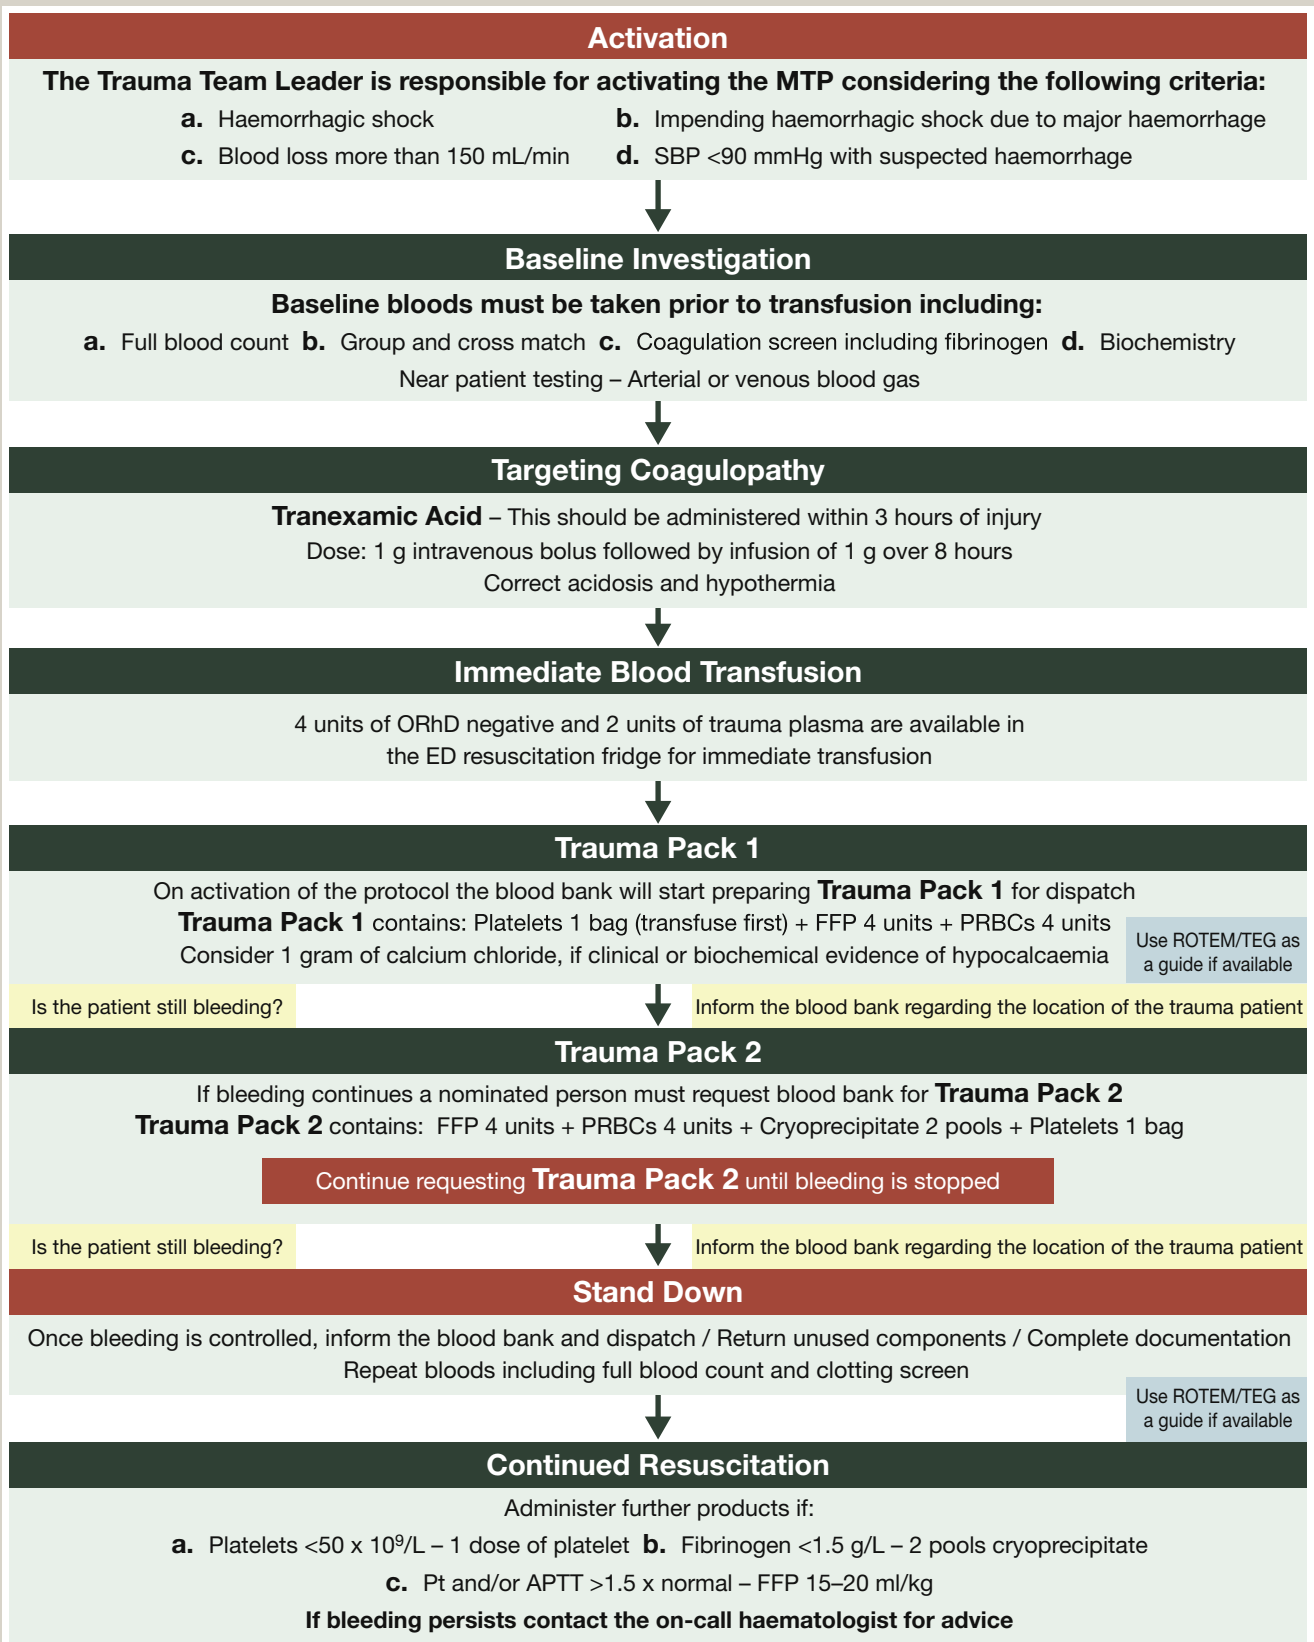 Activation
The Trauma Team Leader is responsible for activating the MTP considering the following criteria:
a. Haemorrhagic shock b. Impending haemorrhagic shock due to major haemorrhage
c. Blood loss more than 150 mL/min d. SBP <90 mmHg with suspected haemorrhage
Baseline Investigation
Baseline bloods must be taken prior to transfusion including:
a. Full blood count b. Group and cross match c. Coagulation screen including fibrinogen d. Biochemistry
Near patient testing – Arterial or venous blood gas
Targeting Coagulopathy
Tranexamic Acid – This should be administered within 3 hours of injury
Dose: 1 g intravenous bolus followed by infusion of 1 g over 8 hours
Correct acidosis and hypothermia
Immediate Blood Transfusion
4 units of ORhD negative and 2 units of trauma plasma are available in
the ED resuscitation fridge for immediate transfusion
Trauma Pack 1
On activation of the protocol the blood bank will start preparing Trauma Pack 1 for dispatch
Trauma Pack 1 contains: Platelets 1 bag (transfuse first) + FFP 4 units + PRBCs 4 units
Consider 1 gram of calcium chloride, if clinical or biochemical evidence of hypocalcaemia
Use ROTEM/TEG as
a guide if available
Is the patient still bleeding?
Inform the blood bank regarding the location of the trauma patient
Trauma Pack 2
If bleeding continues a nominated person must request blood bank for Trauma Pack 2
Trauma Pack 2 contains: FFP 4 units + PRBCs 4 units + Cryoprecipitate 2 pools + Platelets 1 bag
Continue requesting Trauma Pack 2 until bleeding is stopped
Is the patient still bleeding?
Inform the blood bank regarding the location of the trauma patient
Stand Down
Once bleeding is controlled, inform the blood bank and dispatch / Return unused components / Complete documentation
Repeat bloods including full blood count and clotting screen
Use ROTEM/TEG as
a guide if available
Continued Resuscitation
Administer further products if:
a. Platelets <50 x 10⁹/L – 1 dose of platelet b. Fibrinogen <1.5 g/L – 2 pools cryoprecipitate
c. Pt and/or APTT >1.5 x normal – FFP 15–20 ml/kg
If bleeding persists contact the on-call haematologist for advice